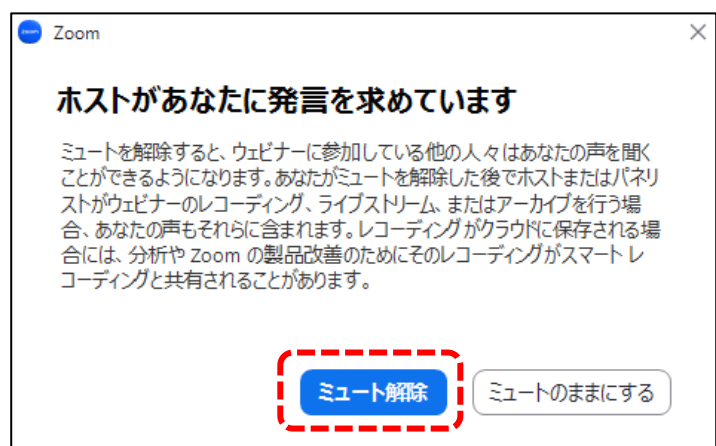 zoom Zoom
ホストがあなたに発言を求めています
ミュートを解除すると、ウェビナーに参加している他の人々はあなたの声を聞く
ことができるようになります。あなたがミュートを解除した後でホストまたはパネリ
ストがウェビナーのレコーディング、ライブストリーム、またはアーカイブを行う場
合、あなたの声もそれらに含まれます。レコーディングがクラウドに保存される場
合には、分析や Zoom の製品改善のためにそのレコーディングがスマート レ
コーディングと共有されることがあります。
ミュート解除 ミュートのままにする